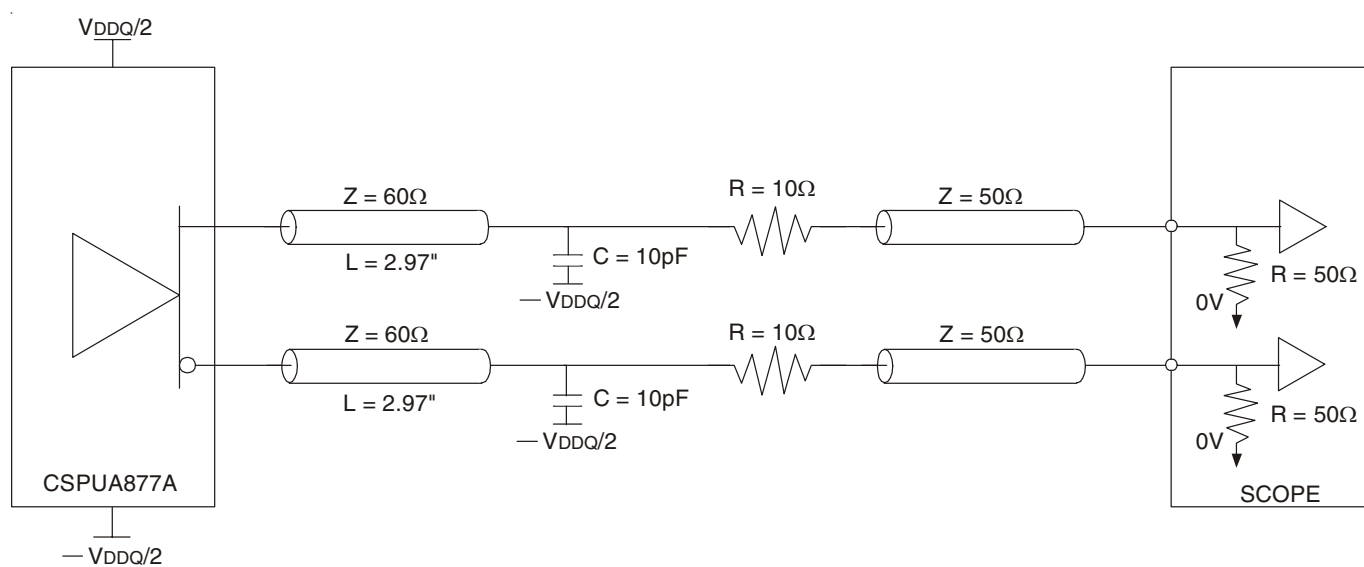 VDDQ/2
Z = 60Ω
R = 10Ω
Z = 50Ω
L = 2.97"
C = 10pF
R = 50Ω
— VDDQ/2
0V
Z = 60Ω
R = 10Ω
Z = 50Ω
L = 2.97"
C = 10pF
R = 50Ω
— VDDQ/2
0V
CSPUA877A
SCOPE
— VDDQ/2